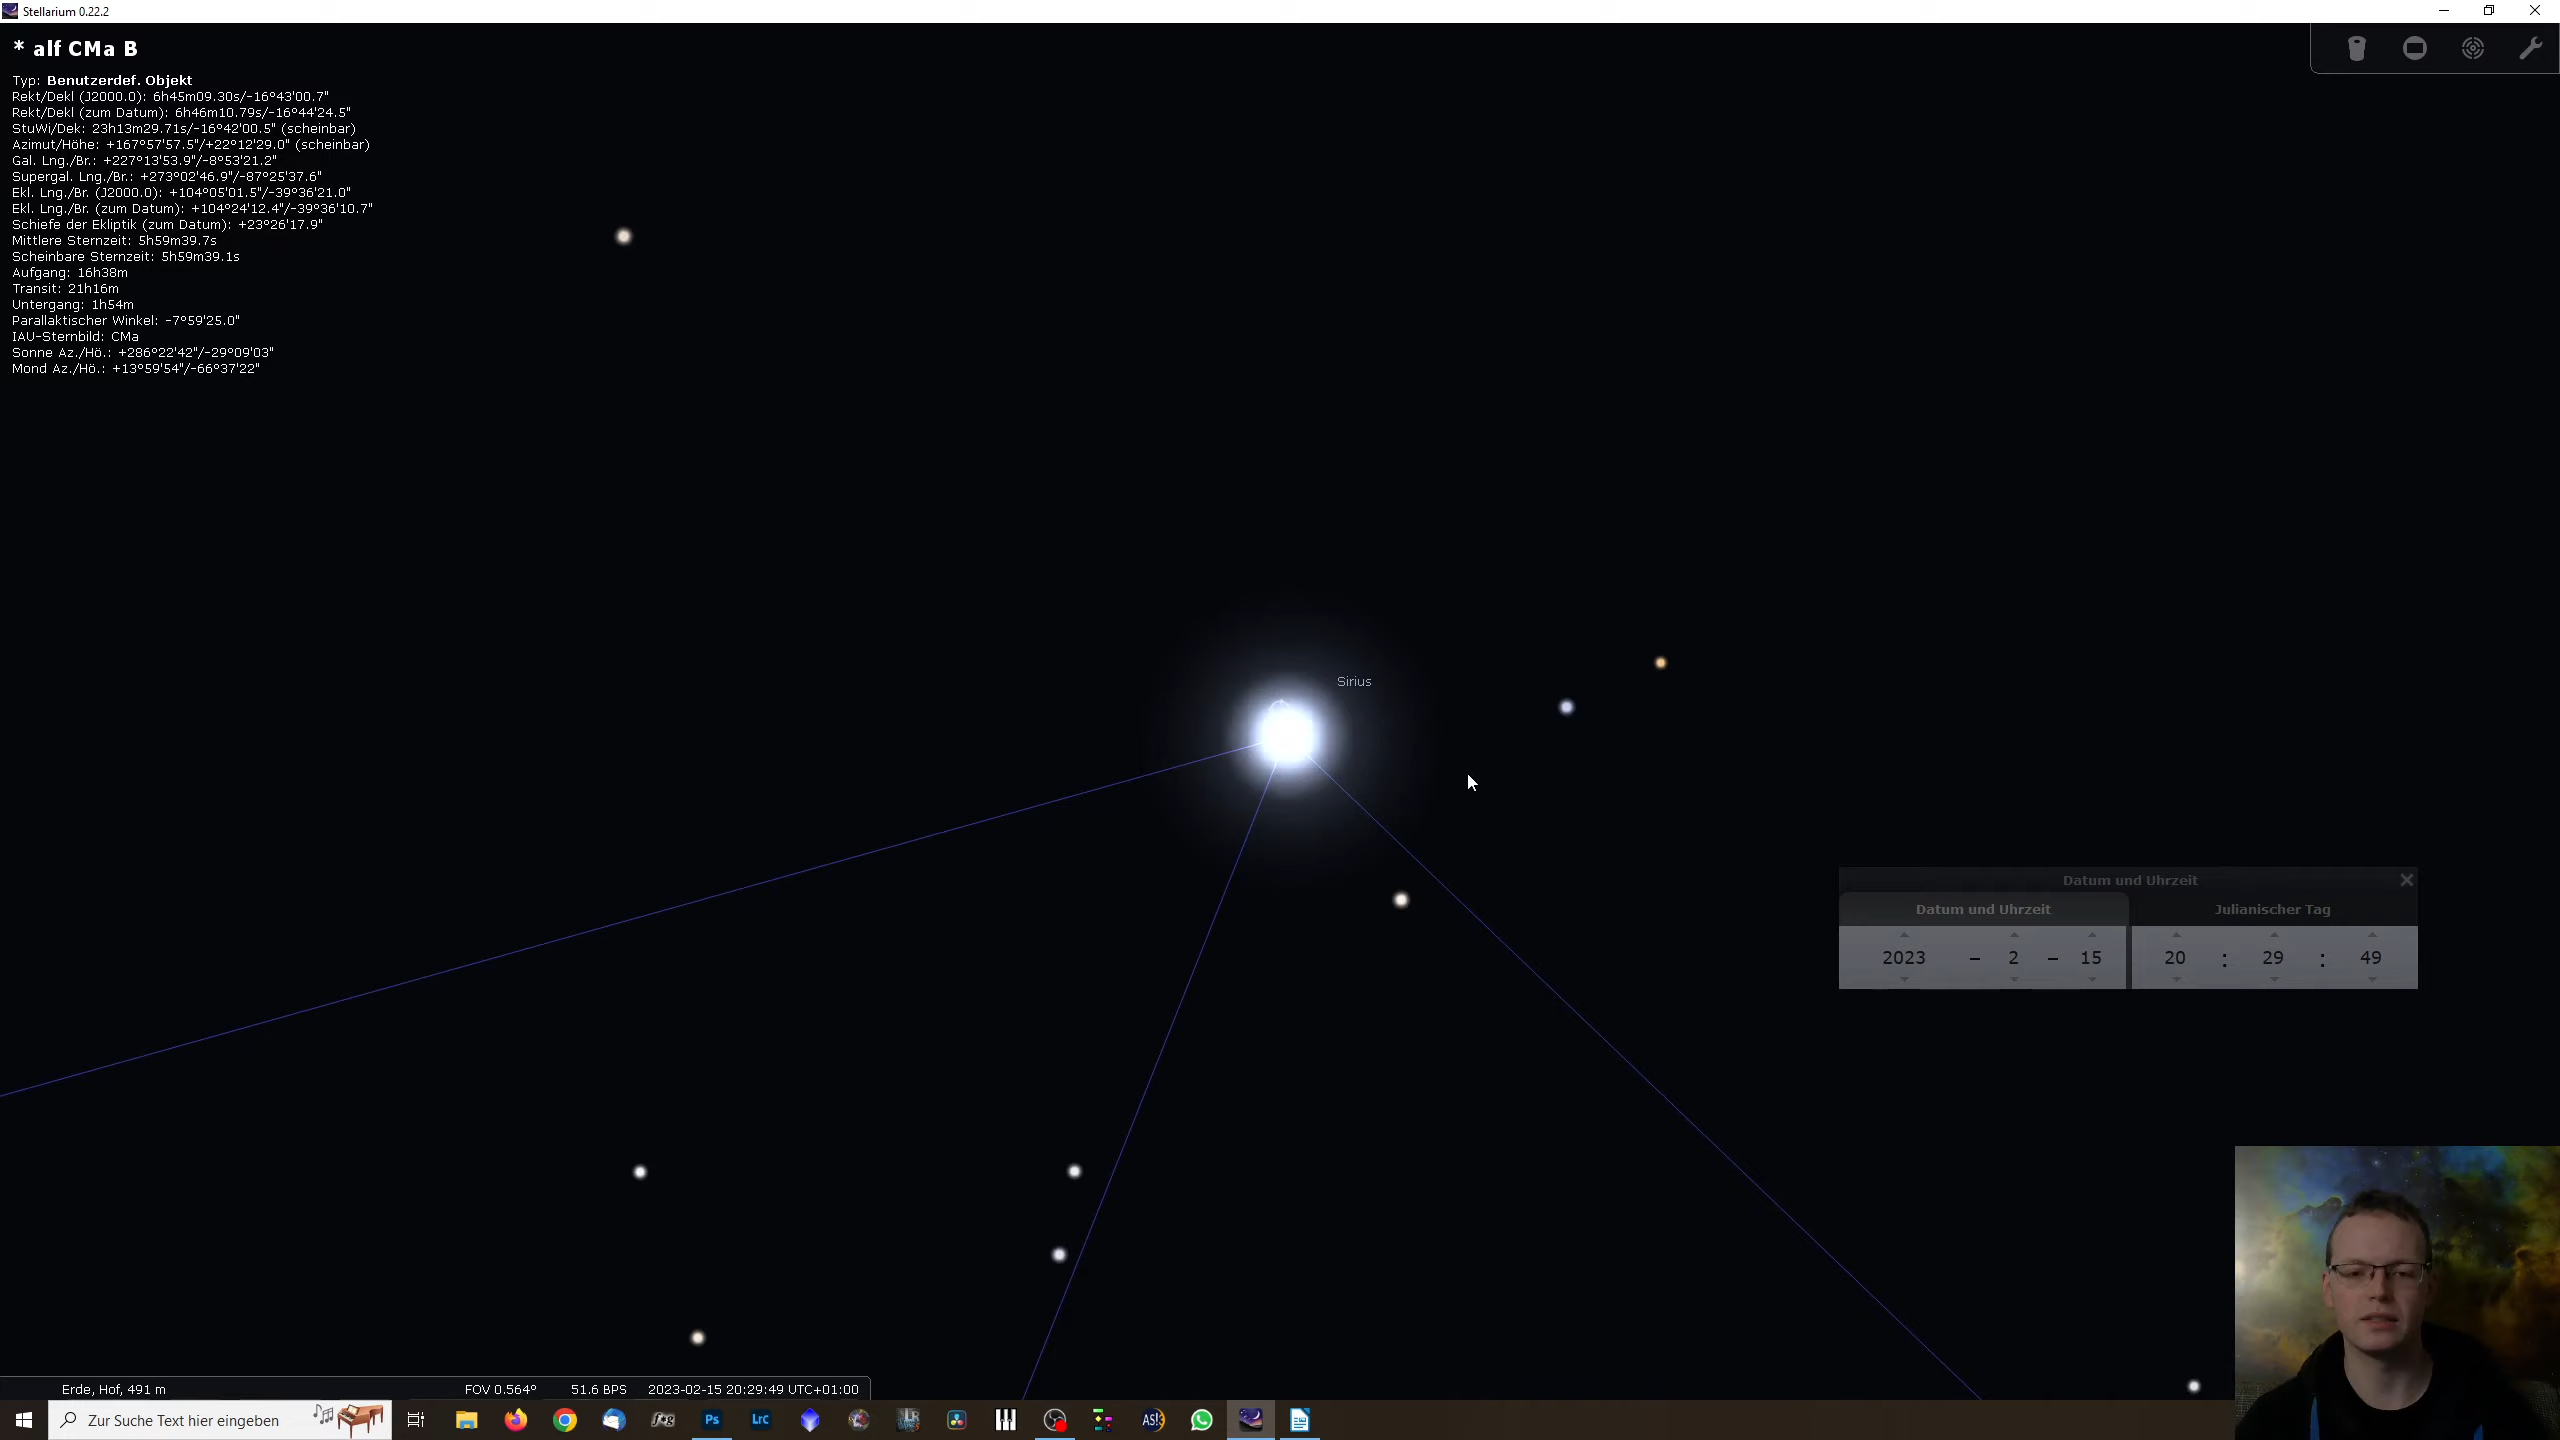 Stellarium 0.22.2
* alf CMa B
Typ: Benutzerdef. Objekt
Rekt/Dekl (J2000.0): 6h45m09.30s/-16°43'00.7"
Rekt/Dekl (zum Datum): 6h46m10.79s/-16°44'24.5"
StuWi/Dek: 23h13m29.71s/-16°42'00.5" (scheinbar)
Azimut/Höhe: +167°57'57.5"/+22°12'29.0" (scheinbar)
Gal. Lng./Br.: +227°13'53.9"/-8°53'21.2"
Supergal. Lng./Br.: +273°02'46.9"/-87°25'37.6"
Ekl. Lng./Br. (J2000.0): +104°05'01.5"/-39°36'21.0"
Ekl. Lng./Br. (zum Datum): +104°24'12.4"/-39°36'10.7"
Schiefe der Ekliptik (zum Datum): +23°26'17.9"
Mittlere Sternzeit: 5h59m39.7s
Scheinbare Sternzeit: 5h59m39.1s
Aufgang: 16h38m
Transit: 21h16m
Untergang: 1h54m
Parallaktischer Winkel: -7°59'25.0"
IAU-Sternbild: CMa
Sonne Az./Hö.: +286°22'42"/-29°09'03"
Mond Az./Hö.: +13°59'54"/-66°37'22"
Sirius
Datum und Uhrzeit
Datum und Uhrzeit Julianischer Tag
2023 - 2 - 15 20 : 29 : 49
Erde, Hof, 491 m FOV 0.564° 51.6 BPS 2023-02-15 20:29:49 UTC+01:00
Zur Suche Text hier eingeben Ps LrC